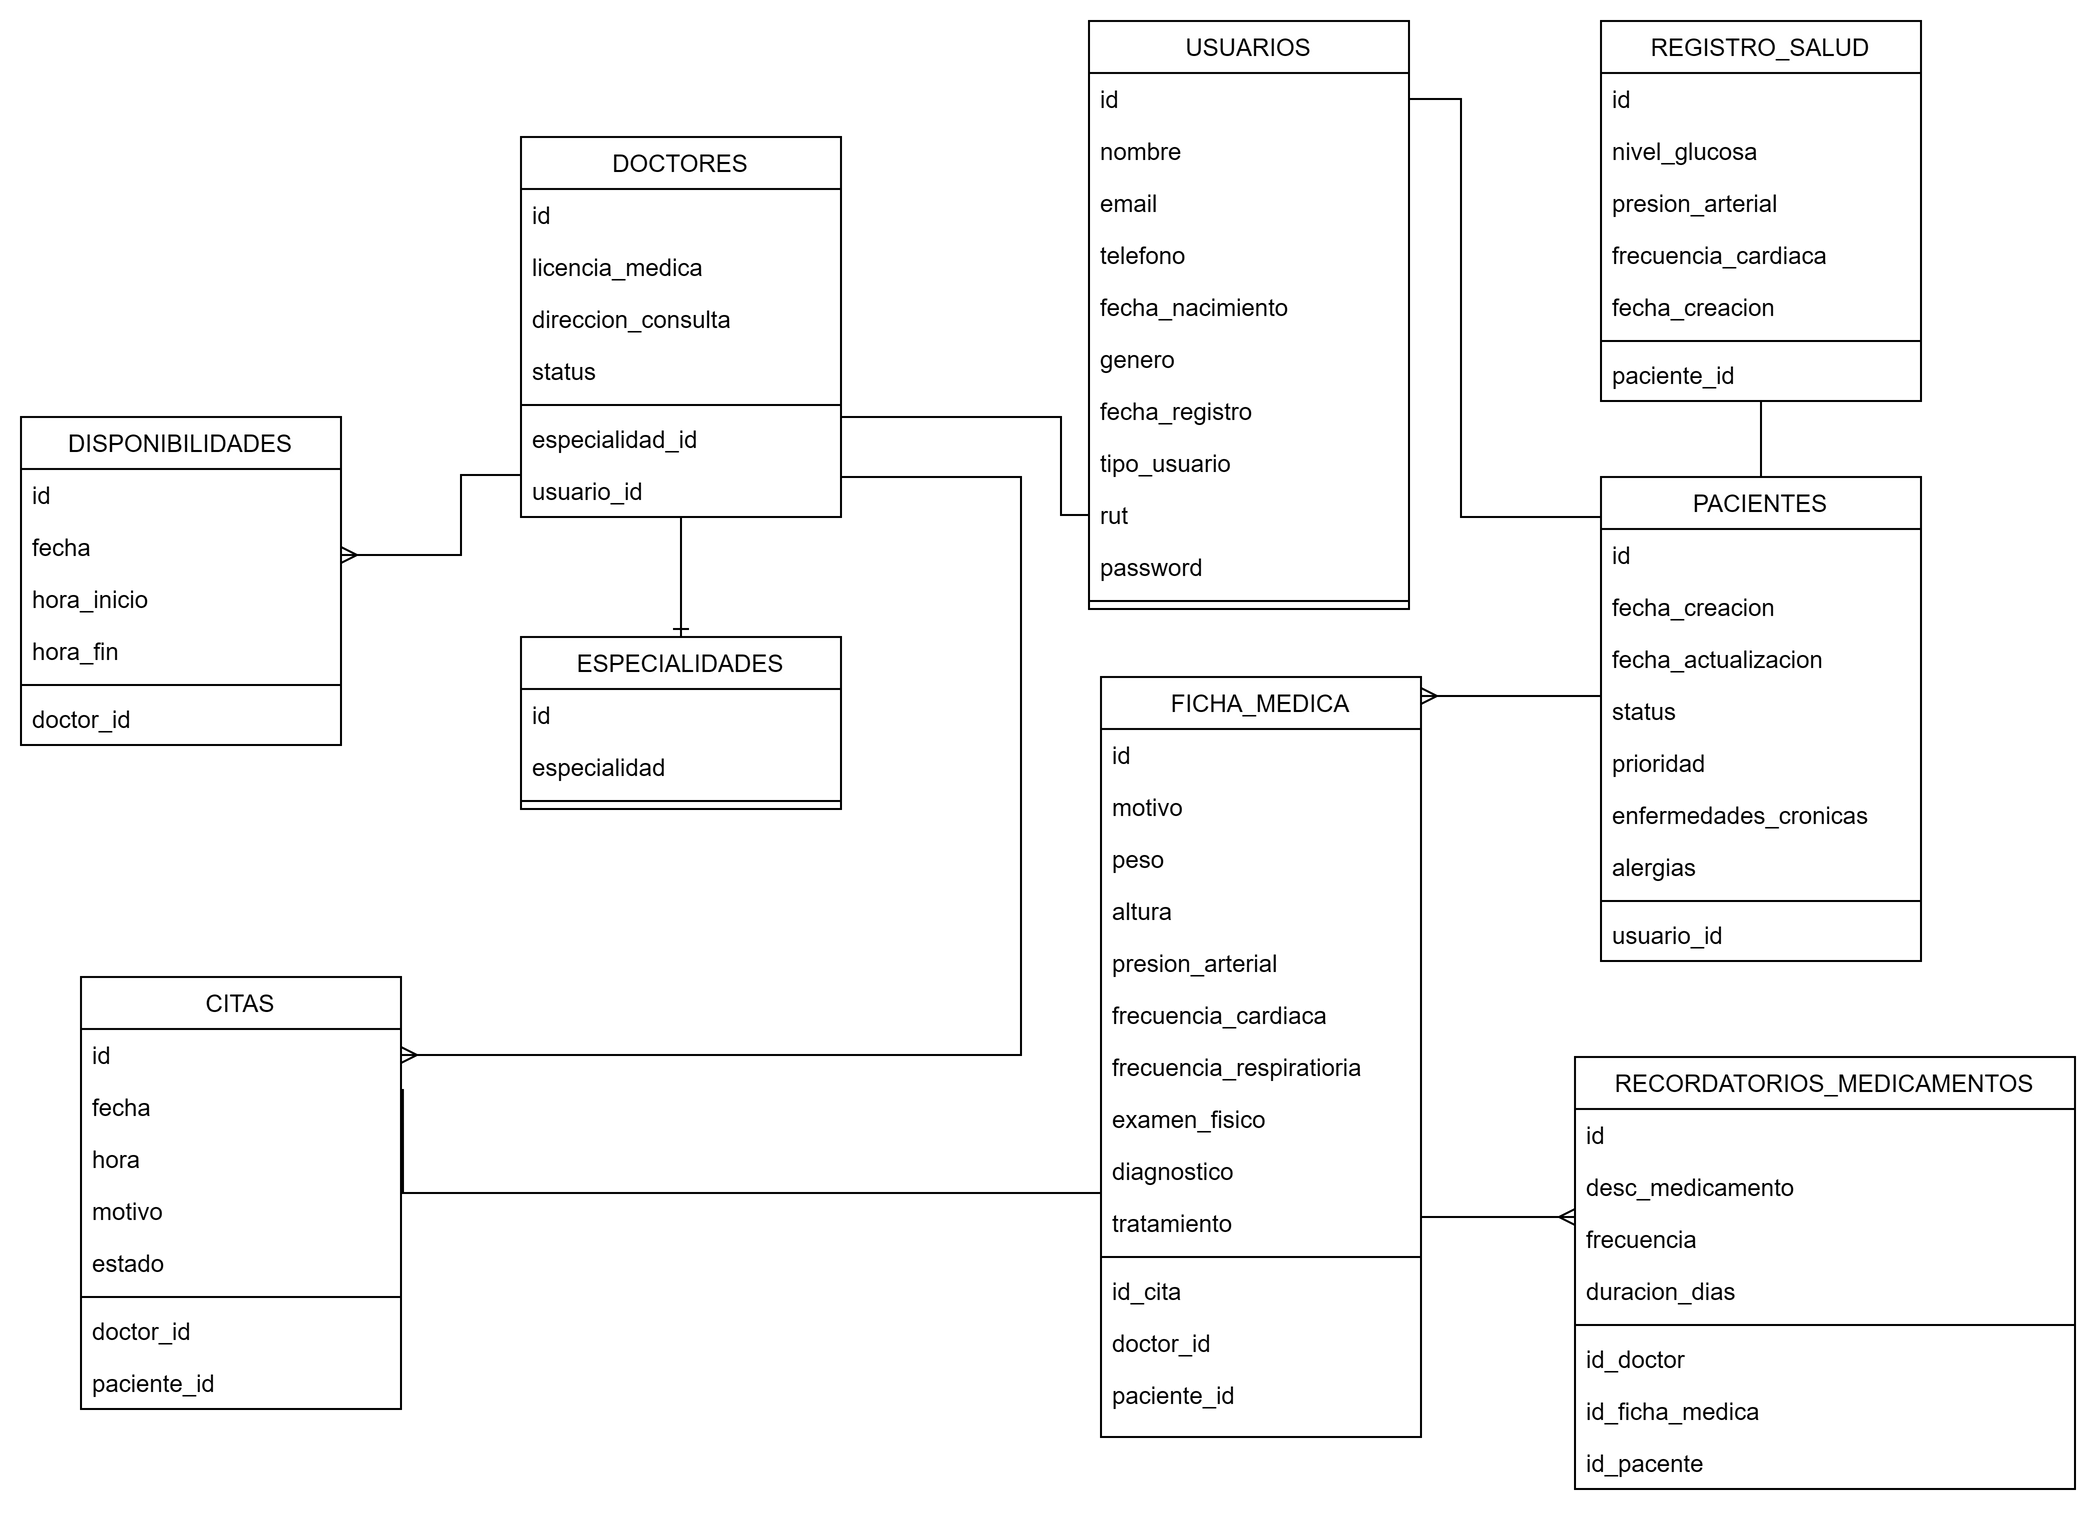 USUARIOS
id
nombre
email
telefono
fecha_nacimiento
genero
fecha_registro
tipo_usuario
rut
password
REGISTRO_SALUD
id
nivel_glucosa
presion_arterial
frecuencia_cardiaca
fecha_creacion
paciente_id
DOCTORES
id
licencia_medica
direccion_consulta
status
especialidad_id
usuario_id
DISPONIBILIDADES
id
fecha
hora_inicio
hora_fin
doctor_id
PACIENTES
id
fecha_creacion
fecha_actualizacion
status
prioridad
enfermedades_cronicas
alergias
usuario_id
ESPECIALIDADES
id
especialidad
FICHA_MEDICA
id
motivo
peso
altura
presion_arterial
frecuencia_cardiaca
frecuencia_respiratioria
examen_fisico
diagnostico
tratamiento
id_cita
doctor_id
paciente_id
CITAS
id
fecha
hora
motivo
estado
doctor_id
paciente_id
RECORDATORIOS_MEDICAMENTOS
id
desc_medicamento
frecuencia
duracion_dias
id_doctor
id_ficha_medica
id_pacente